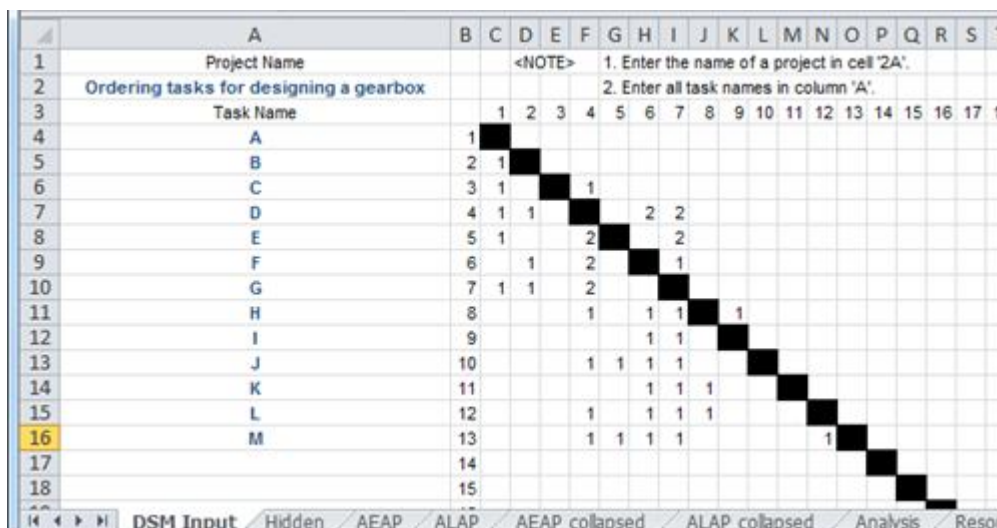 A B C D E F G H I J K L M N O P Q R S
1 Project Name <NOTE> 1. Enter the name of a project in cell '2A'.
2 Ordering tasks for designing a gearbox 2. Enter all task names in column 'A'.
3 Task Name 1 2 3 4 5 6 7 8 9 10 11 12 13 14 15 16 17
4 A 1
5 B 2 1
6 C 3 1 1
7 D 4 1 1 2 2
8 E 5 1 2 2
9 F 6 1 2 1
10 G 7 1 1 2
11 H 8 1 1 1 1
12 I 9 1 1
13 J 10 1 1 1 1
14 K 11 1 1 1
15 L 12 1 1 1 1
16 M 13 1 1 1 1 1
17 14
18 15
DSM Input Hidden AEAP ALAP AEAP collapsed ALAP collapsed Analysis